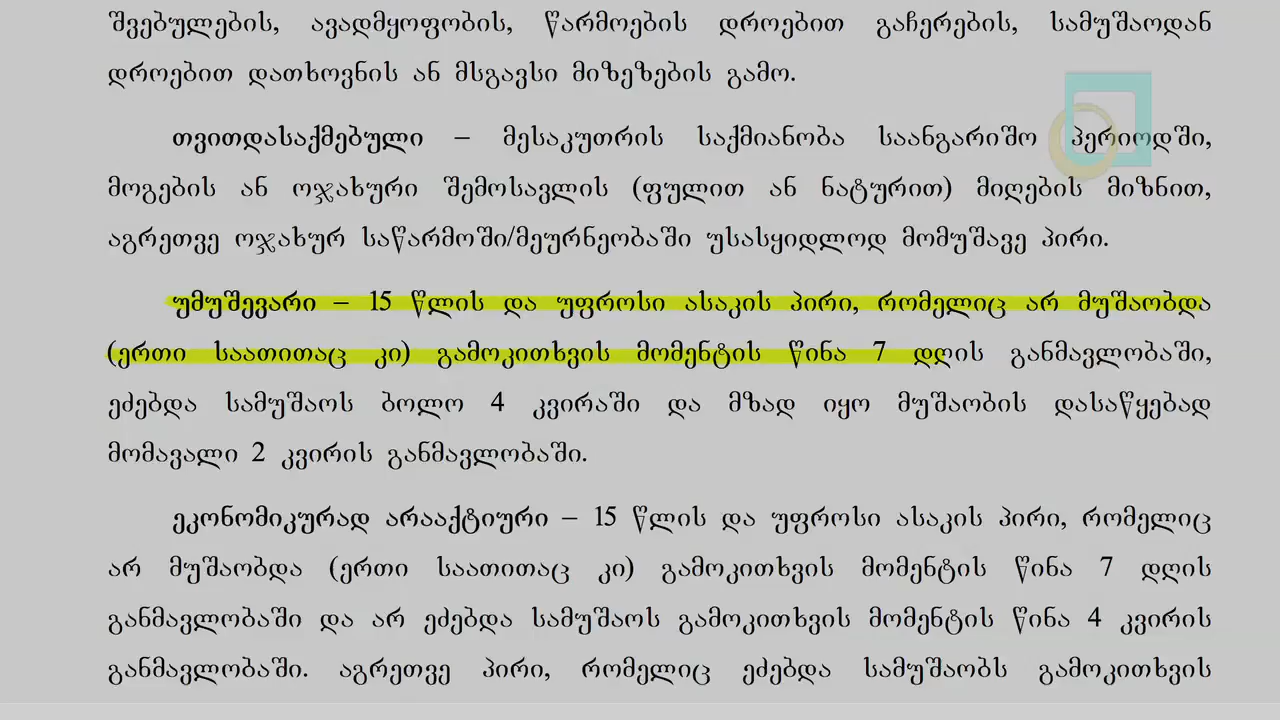 შვებულების, ავადმყოფობის, წარმოების დროებით გაჩერების, სამუშაოდან
დროებით დათხოვნის ან მსგავსი მიზეზების გამო.
თვითდასაქმებული – მესაკუთრის საქმიანობა საანგარიშო პერიოდში,
მოგების ან ოჯახური შემოსავლის (ფულით ან ნატურით) მიღების მიზნით,
აგრეთვე ოჯახურ საწარმოში/მეურნეობაში უსასყიდლოდ მომუშავე პირი.
უმუშევარი – 15 წლის და უფროსი ასაკის პირი, რომელიც არ მუშაობდა
(ერთი საათითაც კი) გამოკითხვის მომენტის წინა 7 დღის განმავლობაში,
ეძებდა სამუშაოს ბოლო 4 კვირაში და მზად იყო მუშაობის დასაწყებად
მომავალი 2 კვირის განმავლობაში.
ეკონომიკურად არააქტიური – 15 წლის და უფროსი ასაკის პირი, რომელიც
არ მუშაობდა (ერთი საათითაც კი) გამოკითხვის მომენტის წინა 7 დღის
განმავლობაში და არ ეძებდა სამუშაოს გამოკითხვის მომენტის წინა 4 კვირის
განმავლობაში. აგრეთვე პირი, რომელიც ეძებდა სამუშაობს გამოკითხვის